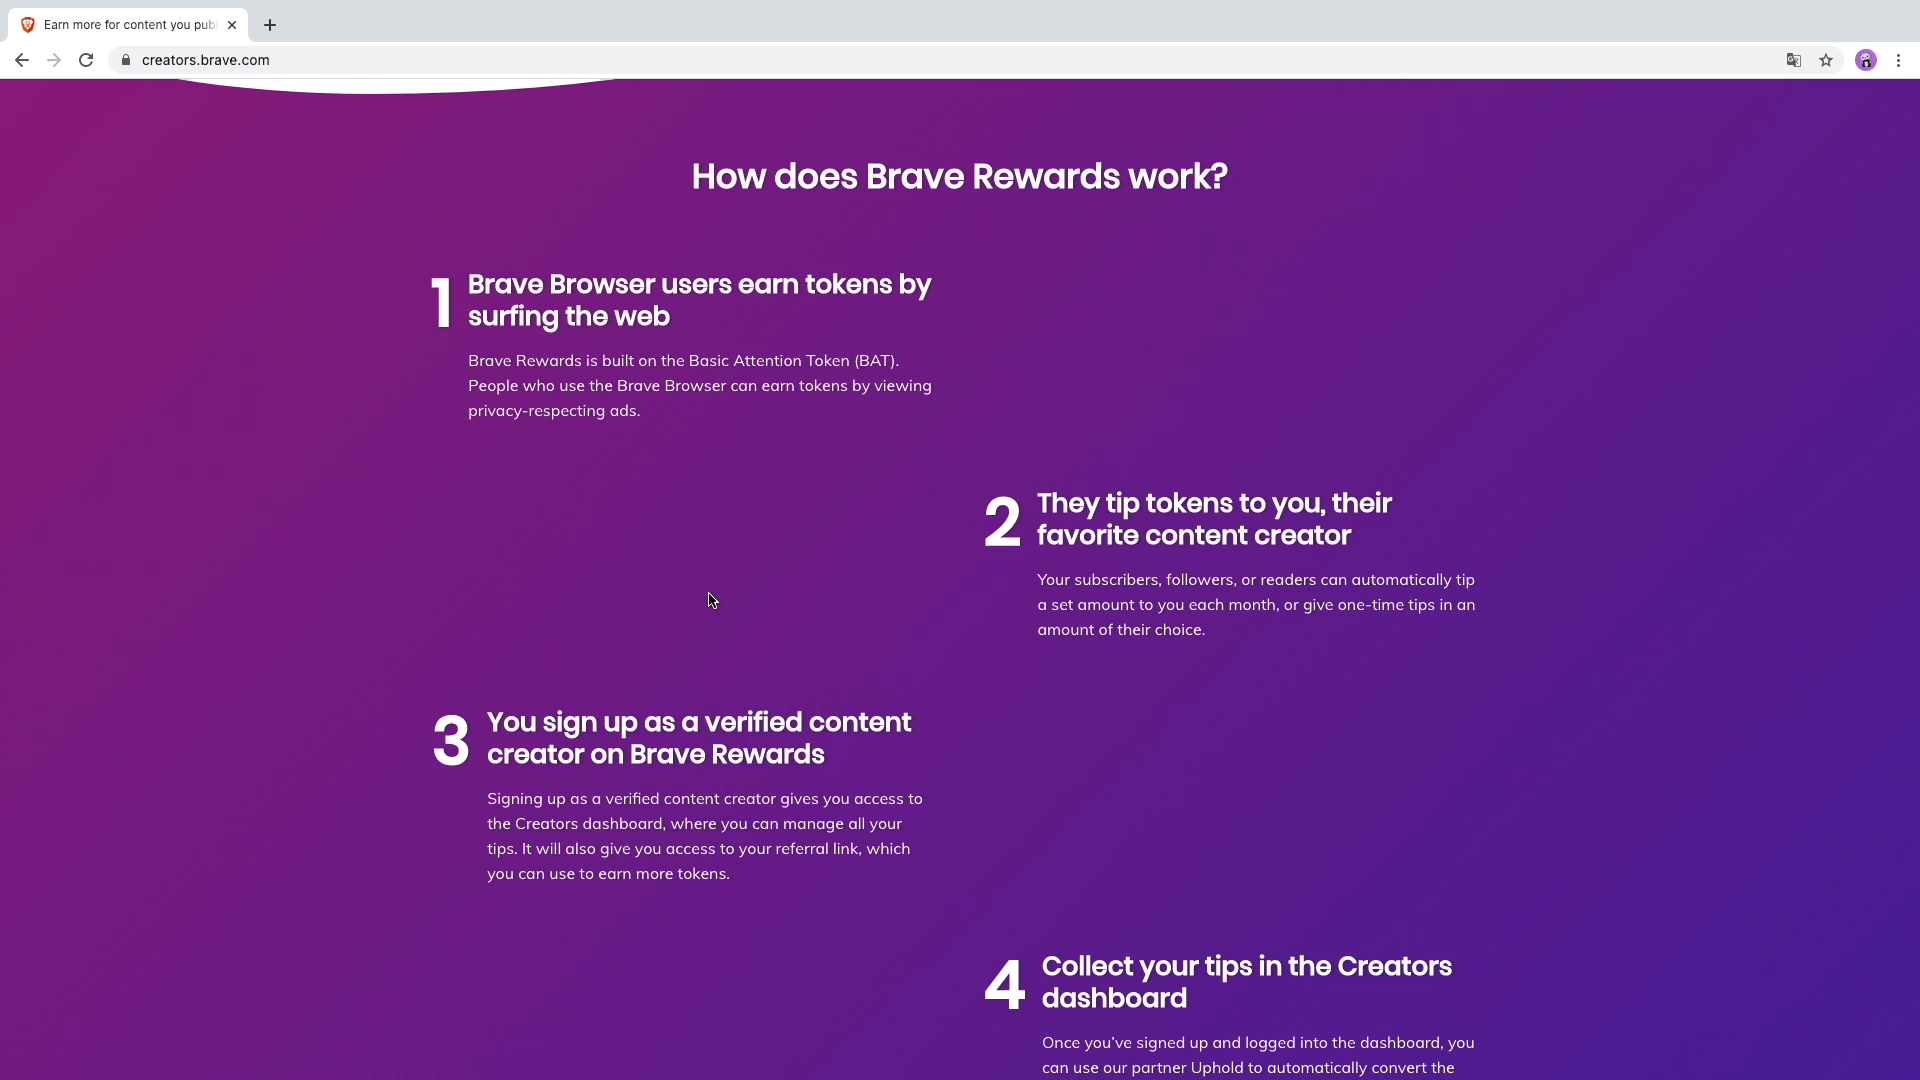 Earn more for content you pub
creators.brave.com
How does Brave Rewards work?
1
Brave Browser users earn tokens by
surfing the web
Brave Rewards is built on the Basic Attention Token (BAT).
People who use the Brave Browser can earn tokens by viewing
privacy-respecting ads.
2
They tip tokens to you, their
favorite content creator
Your subscribers, followers, or readers can automatically tip
a set amount to you each month, or give one-time tips in an
amount of their choice.
3
You sign up as a verified content
creator on Brave Rewards
Signing up as a verified content creator gives you access to
the Creators dashboard, where you can manage all your
tips. It will also give you access to your referral link, which
you can use to earn more tokens.
4
Collect your tips in the Creators
dashboard
Once you’ve signed up and logged into the dashboard, you
can use our partner Uphold to automatically convert the